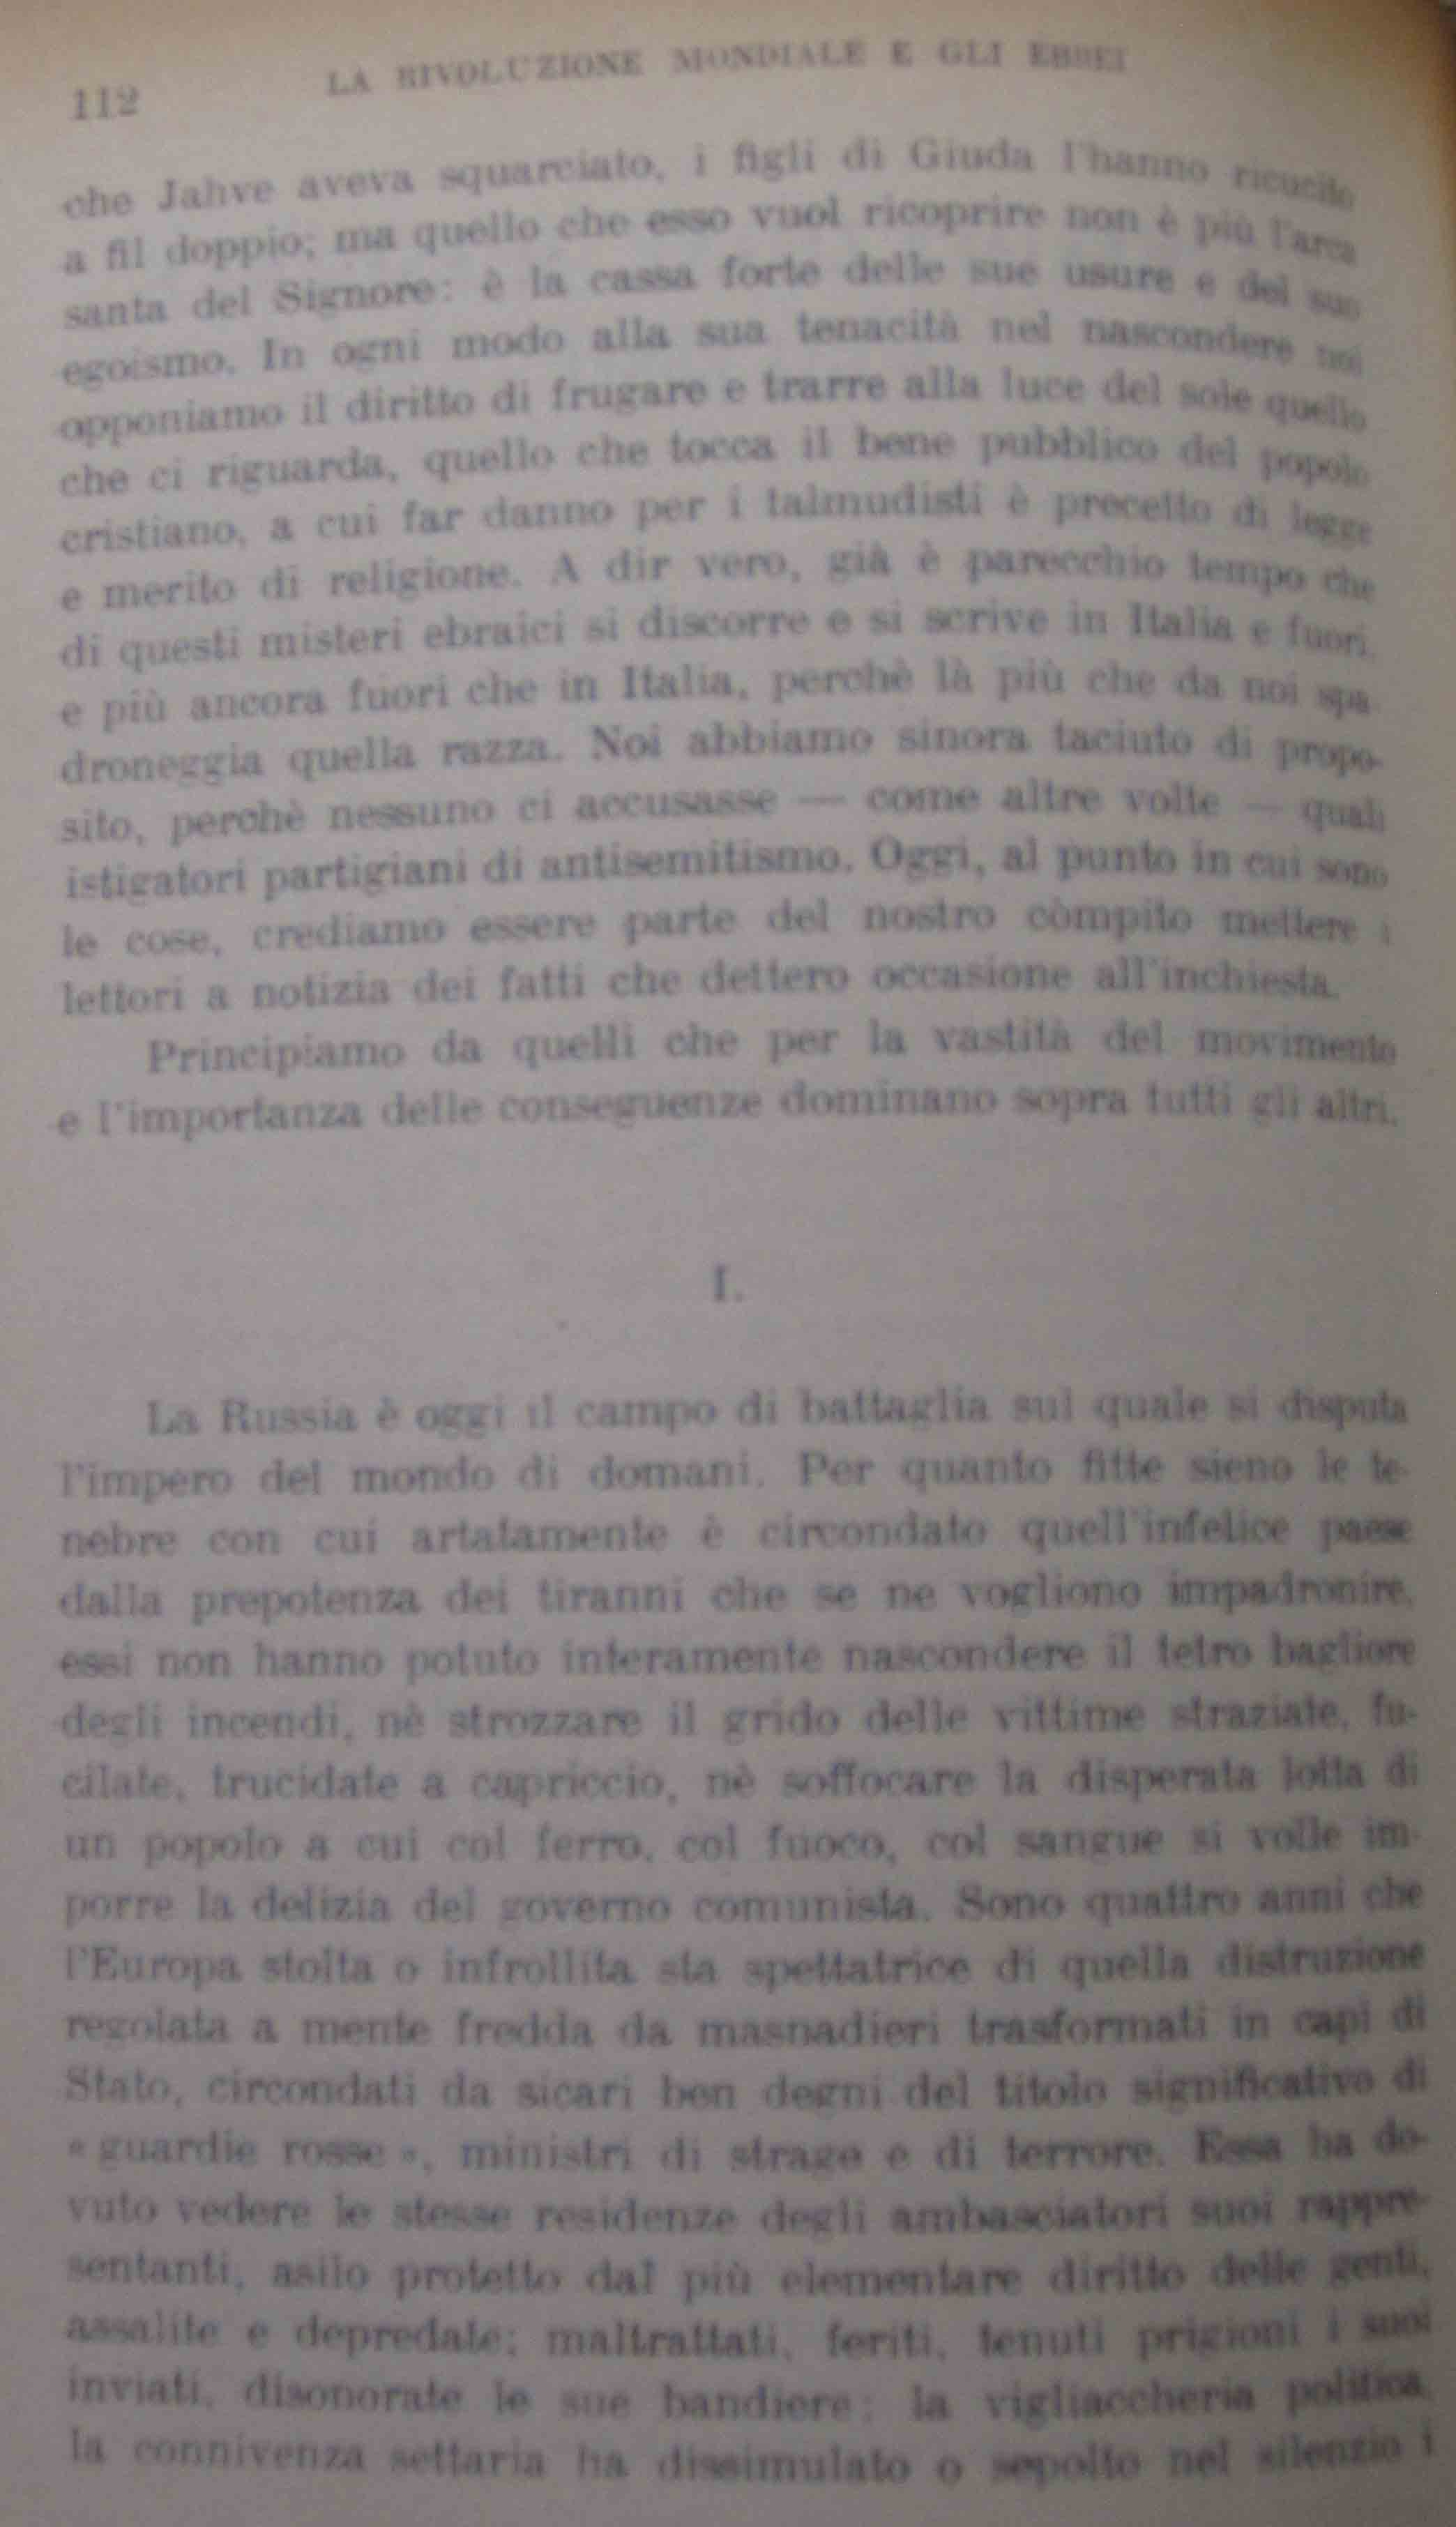 112 LA RIVOLUZIONE MONDIALE E GLI EBREI
che Jahve aveva squarciato, i figli di Giuda l'hanno ricucito
a fil doppio; ma quello che esso vuol ricoprire non è più l'arca
santa del Signore: è la cassa forte delle sue usure e del suo
egoismo. In ogni modo alla sua tenacità nel nascondere noi
opponiamo il diritto di frugare e trarre alla luce del sole quello
che ci riguarda, quello che tocca il bene pubblico del popolo
cristiano, a cui far danno per i talmudisti è precetto di legge
e merito di religione. A dir vero, già è parecchio tempo che
di questi misteri ebraici si discorre e si scrive in Italia e fuori,
e più ancora fuori che in Italia, perchè là più che da noi spa-
droneggia quella razza. Noi abbiamo sinora taciuto di propo-
sito, perchè nessuno ci accusasse — come altre volte — quali
istigatori partigiani di antisemitismo. Oggi, al punto in cui sono
le cose, crediamo essere parte del nostro còmpito mettere i
lettori a notizia dei fatti che dettero occasione all'inchiesta.
Principiamo da quelli che per la vastità del movimento
e l'importanza delle conseguenze dominano sopra tutti gli altri.
I.
La Russia è oggi il campo di battaglia sul quale si disputa
l'impero del mondo di domani. Per quanto fitte sieno le te-
nebre con cui artatamente è circondato quell'infelice paese
dalla prepotenza dei tiranni che se ne vogliono impadronire,
essi non hanno potuto interamente nascondere il tetro bagliore
degli incendi, nè strozzare il grido delle vittime straziate, fu-
cilate, trucidate a capriccio, nè soffocare la disperata lotta di
un popolo a cui col ferro, col fuoco, col sangue si volle im-
porre la delizia del governo comunista. Sono quattro anni che
l'Europa stolta o infrollita sta spettatrice di quella distruzione
regolata a mente fredda da masnadieri trasformati in capi di
Stato, circondati da sicari ben degni del titolo significativo di
« guardie rosse », ministri di strage e di terrore. Essa ha do-
vuto vedere le stesse residenze degli ambasciatori suoi rappre-
sentanti, asilo protetto dal più elementare diritto delle genti,
assalite e depredate; maltrattati, feriti, tenuti prigioni i suoi
inviati, disonorate le sue bandiere; la vigliaccheria politica,
la connivenza settaria ha dissimulato o sepolto nel silenzio i